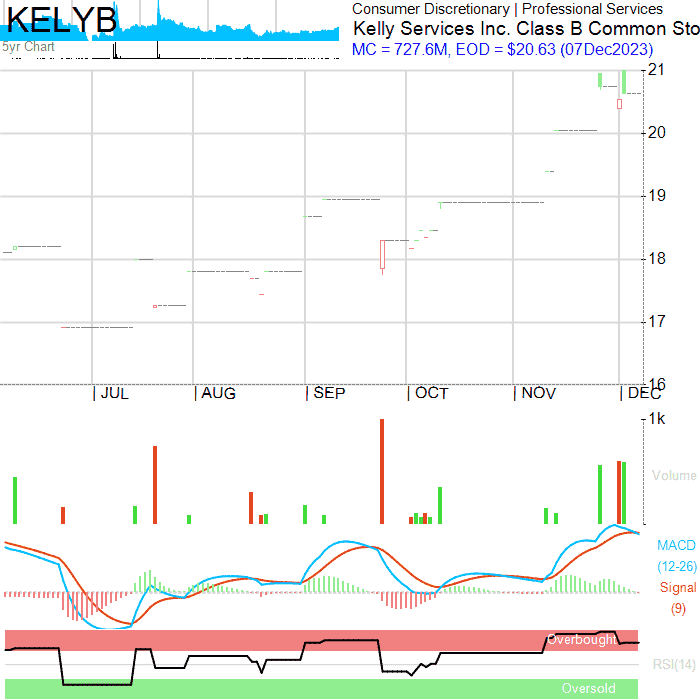 KELYB
5yr Chart
Consumer Discretionary | Professional Services
Kelly Services Inc. Class B Common Sto
MC = 727.6M, EOD = $20.63 (07Dec2023)
21
20
19
18
17
16
JUL AUG SEP OCT NOV DEC
1k
Volume
MACD
(12-26)
Signal
(9)
Overbought
RSI(14)
Oversold